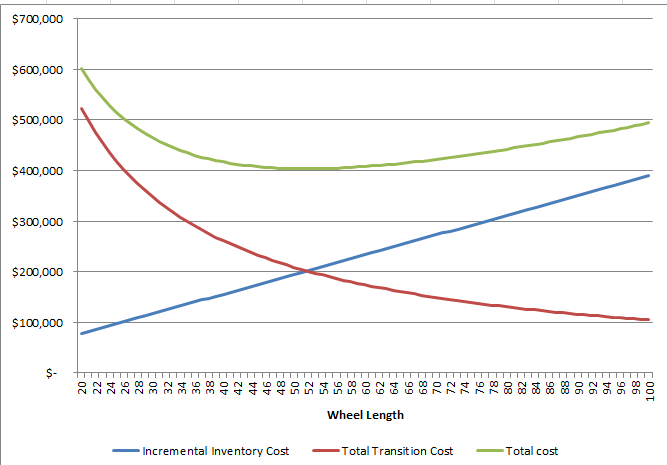 $700,000
$600,000
$500,000
$400,000
$300,000
$200,000
$100,000
$-
20 22 24 26 28 30 32 34 36 38 40 42 44 46 48 50 52 54 56 58 60 62 64 66 68 70 72 74 76 78 80 82 84 86 88 90 92 94 96 98 100
Wheel Length
Incremental Inventory Cost Total Transition Cost Total cost